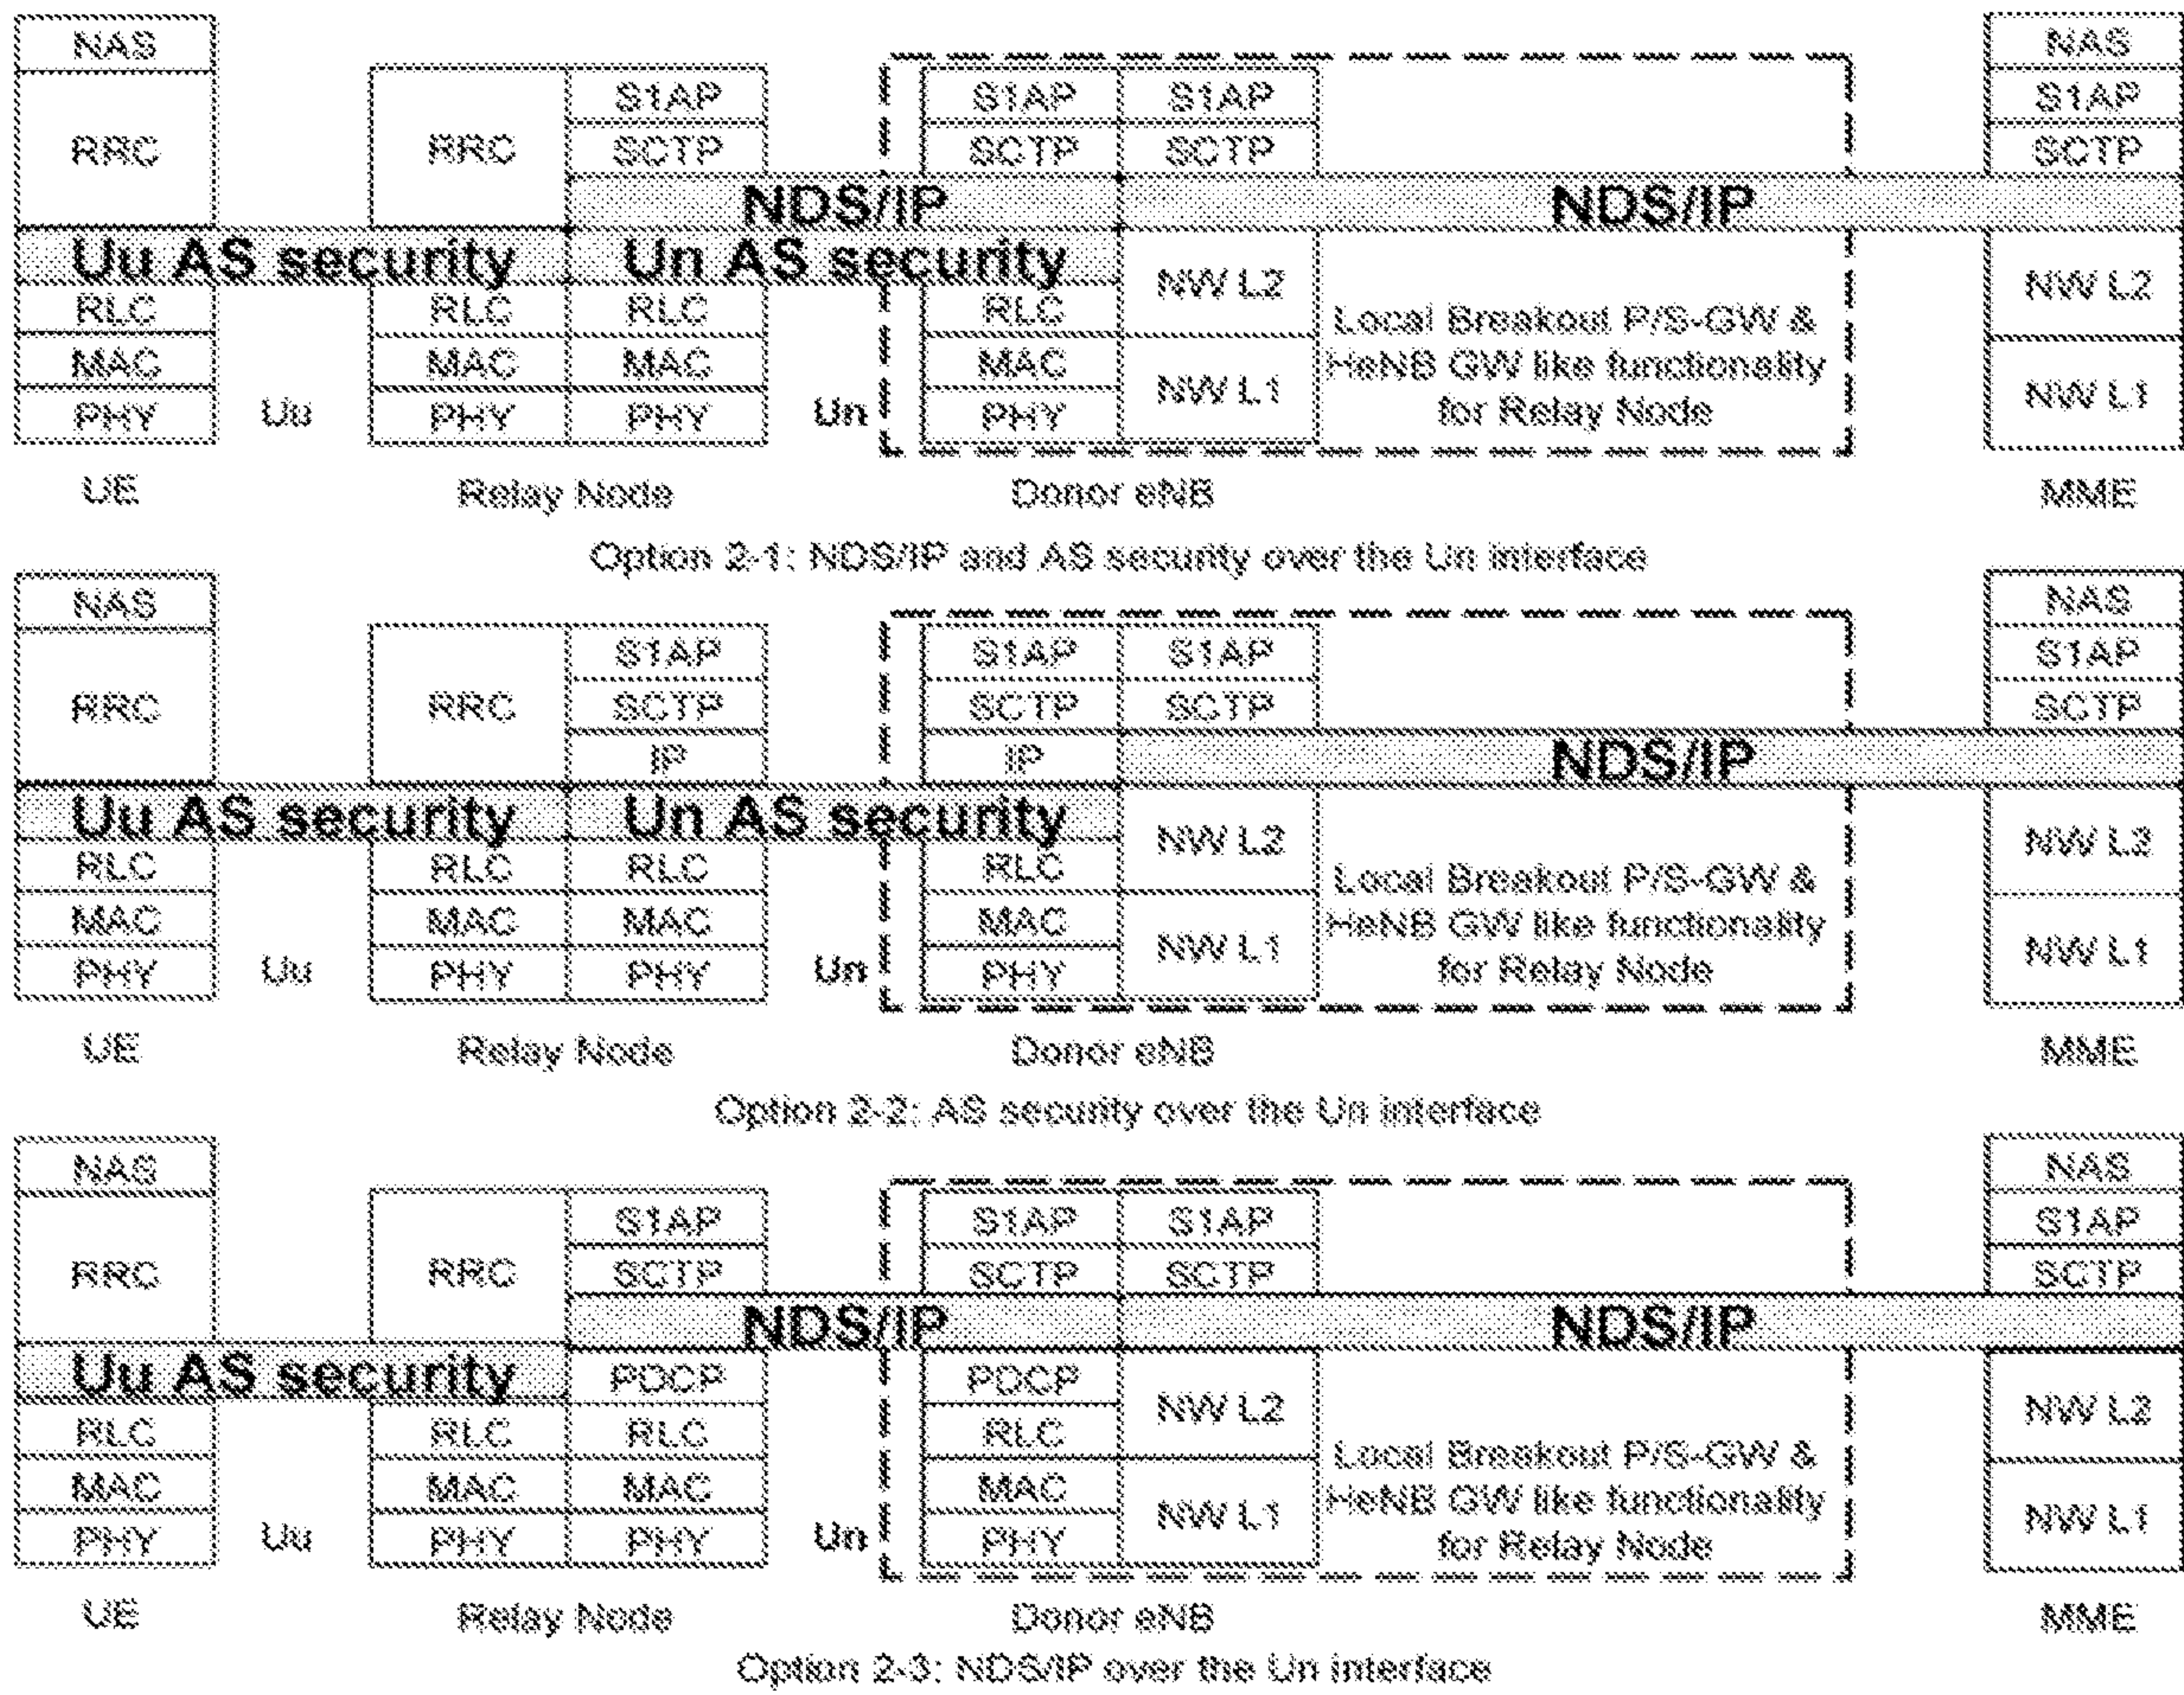 NAS NAS
S1AP S1AP S1AP S1AP
RRC RRC SCTP SCTP SCTP SCTP
NDS/IP NDS/IP
Uu AS security Un AS security
NW L2 NW L2
RLC RLC RLC RLC
Local Breakout P/S-GW &
MAC MAC MAC MAC HeNB GW like functionality
NW L1 NW L1
PHY Uu PHY PHY Un PHY for Relay Node
UE Relay Node Donor eNB MME
Option 2-1: NDS/IP and AS security over the Un interface
NAS NAS
S1AP S1AP S1AP S1AP
RRC RRC SCTP SCTP SCTP SCTP
IP IP NDS/IP
Uu AS security Un AS security
NW L2 NW L2
RLC RLC RLC RLC
Local Breakout P/S-GW &
MAC MAC MAC MAC HeNB GW like functionality
NW L1 NW L1
PHY Uu PHY PHY Un PHY for Relay Node
UE Relay Node Donor eNB MME
Option 2-2: AS security over the Un interface
NAS NAS
S1AP S1AP S1AP S1AP
RRC RRC SCTP SCTP SCTP SCTP
NDS/IP NDS/IP
Uu AS security PDCP PDCP
NW L2 NW L2
RLC RLC RLC RLC
Local Breakout P/S-GW &
MAC MAC MAC MAC HeNB GW like functionality
NW L1 NW L1
PHY Uu PHY PHY Un PHY for Relay Node
UE Relay Node Donor eNB MME
Option 2-3: NDS/IP over the Un interface